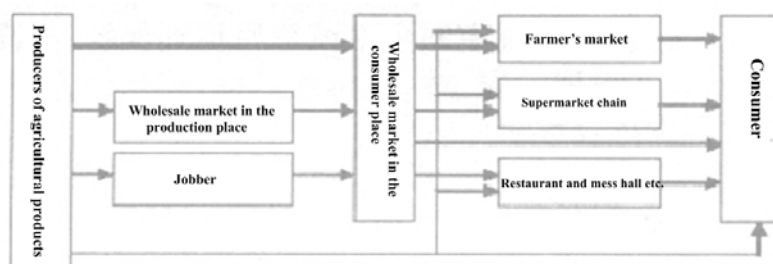 Producers of agricultural products
Wholesale market in the
production place
Jobber
Wholesale market in the
consumer place
Farmer's market
Supermarket chain
Restaurant and mess hall etc.
Consumer